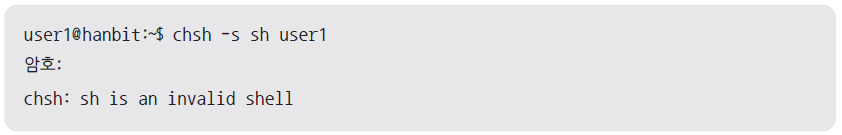 user1@hanbit:~$ chsh -s sh user1
암호:
chsh: sh is an invalid shell